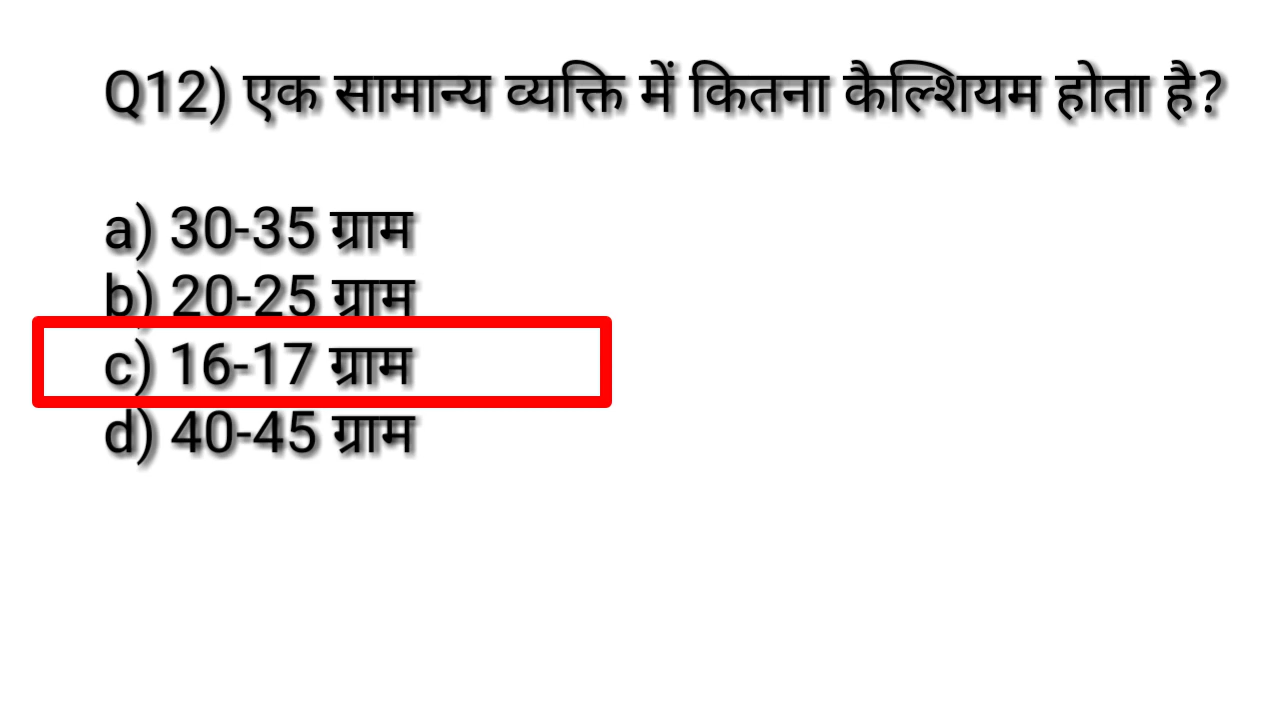 Q12) एक सामान्य व्यक्ति में कितना कैल्शियम होता है?
a) 30-35 ग्राम
b) 20-25 ग्राम
c) 16-17 ग्राम
d) 40-45 ग्राम